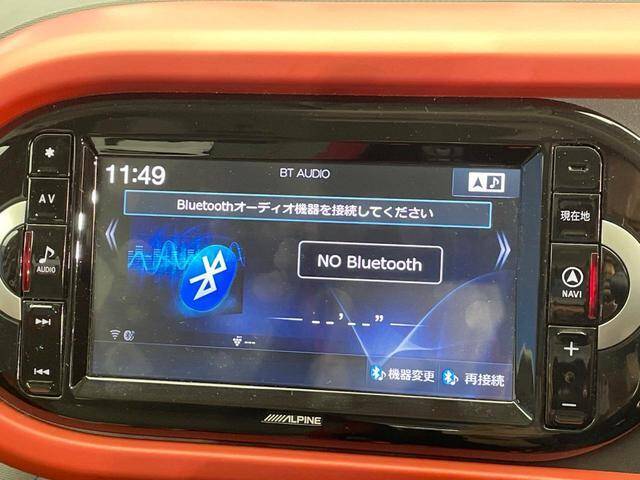 11:49
BT AUDIO
Bluetoothオーディオ機器を接続してください
NO Bluetooth
--'--"
---
機器変更
再接続
AV
AUDIO
現在地
NAVI
ALPINE